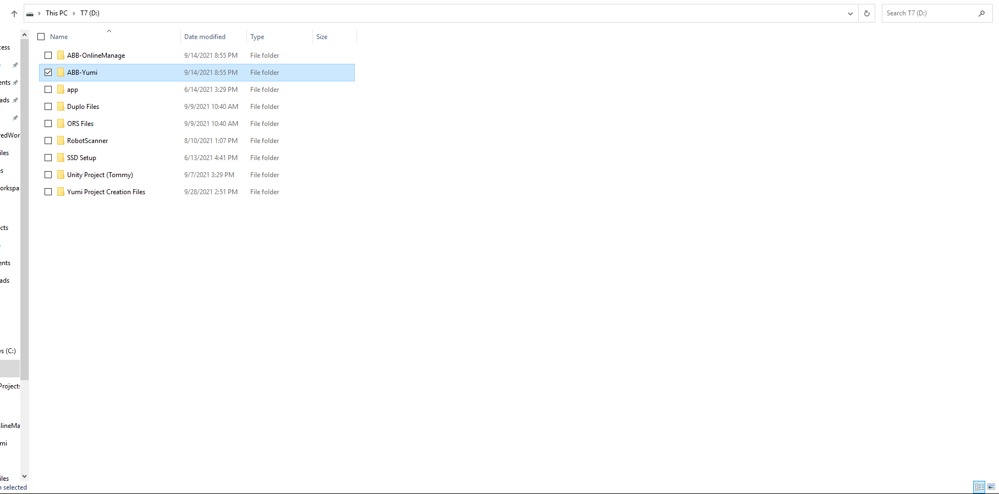 This PC > T7 (D:)
Search T7 (D:)
Name Date modified Type Size
ABB-OnlineManage 9/14/2021 8:55 PM File folder
ABB-Yumi 9/14/2021 8:55 PM File folder
app 6/14/2021 3:29 PM File folder
Duplo Files 9/9/2021 10:40 AM File folder
ORS Files 9/9/2021 10:40 AM File folder
RobotScanner 8/10/2021 1:07 PM File folder
SSD Setup 6/13/2021 4:41 PM File folder
Unity Project (Tommy) 9/7/2021 3:29 PM File folder
Yumi Project Creation Files 9/28/2021 2:51 PM File folder
cess
ents
ads
vedWor
iles
es
orkspa
cts
ents
ads
vs (C:)
Projects
nlineMa
mi
iles
n selected